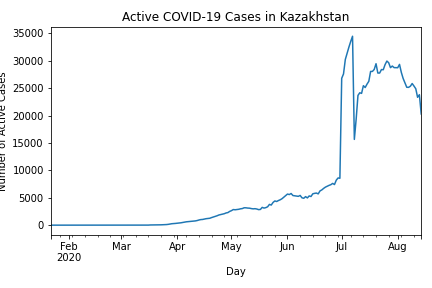 Active COVID-19 Cases in Kazakhstan
Number of Active Cases
35000
30000
25000
20000
15000
10000
5000
0
Feb
2020
Mar
Apr
May
Jun
Jul
Aug
Day